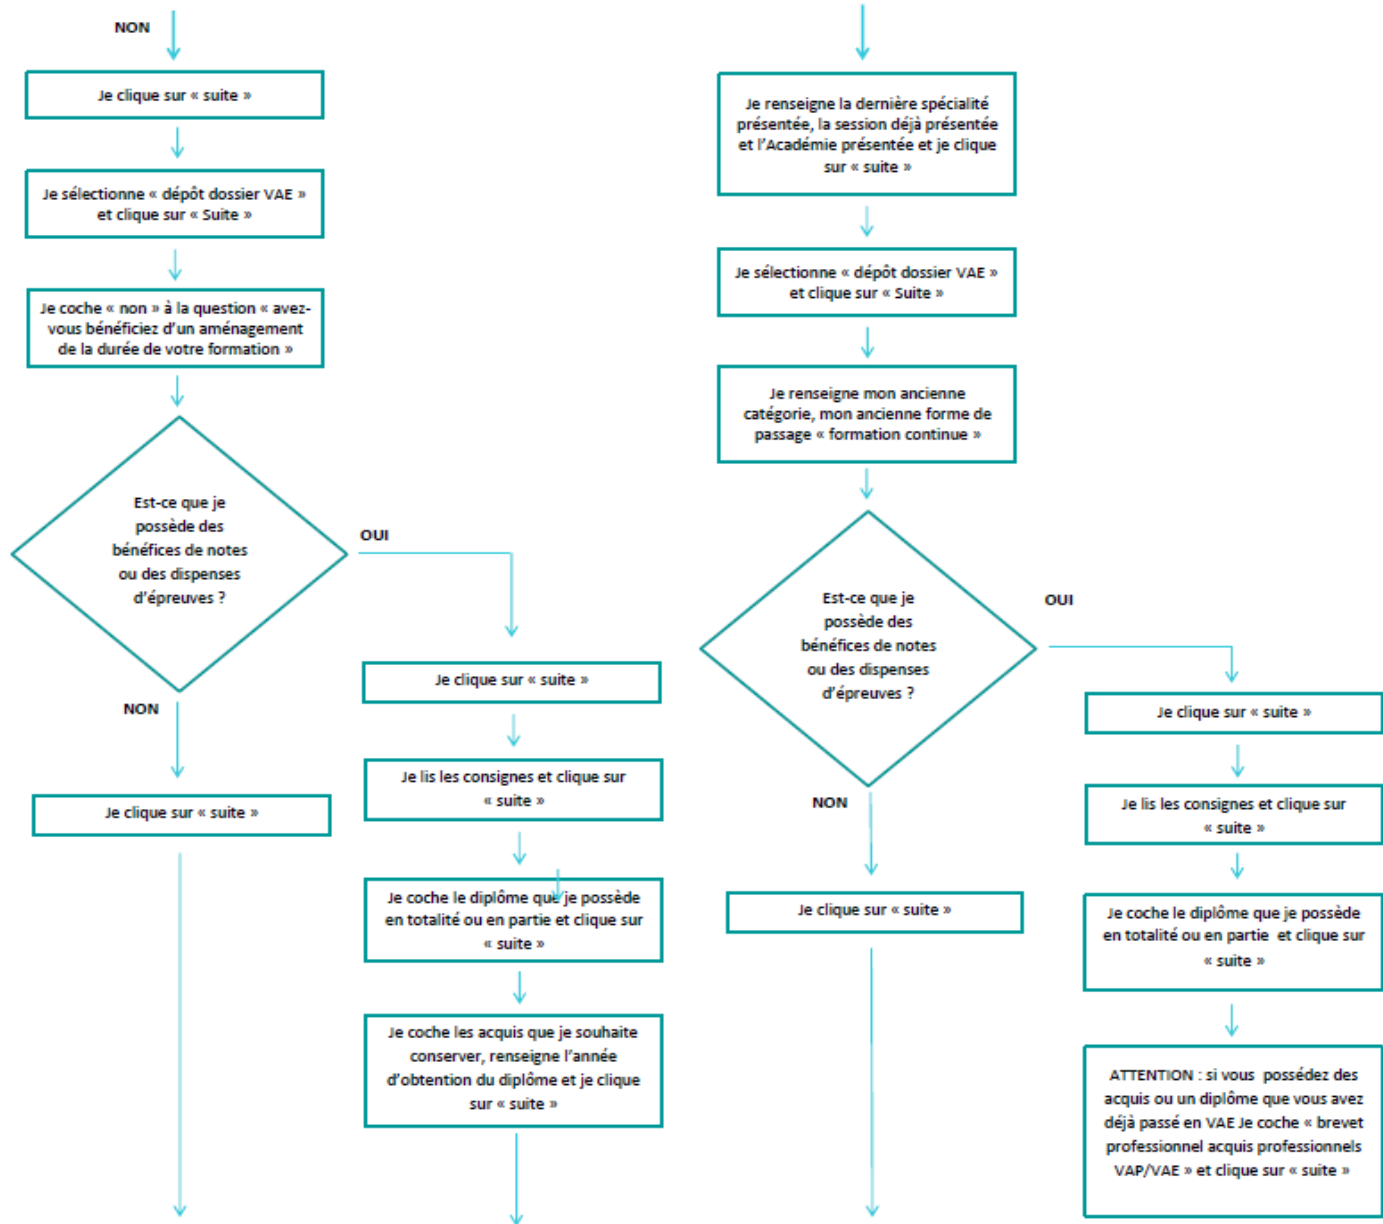 NON
Je clique sur « suite »
Je sélectionne « dépôt dossier VAE »
et clique sur « Suite »
Je coche « non » à la question « avez-
vous bénéficiez d'un aménagement
de la durée de votre formation »
Est-ce que je
possède des
bénéfices de notes
ou des dispenses
d'épreuves ?
OUI
NON
Je clique sur « suite »
Je clique sur « suite »
Je lis les consignes et clique sur
« suite »
Je coche le diplôme que je possède
en totalité ou en partie et clique sur
« suite »
Je coche les acquis que je souhaite
conserver, renseigne l'année
d'obtention du diplôme et je clique
sur « suite »
Je renseigne la dernière spécialité
présentée, la session déjà présentée
et l'Académie présentée et je clique
sur « suite »
Je sélectionne « dépôt dossier VAE »
et clique sur « Suite »
Je renseigne mon ancienne
catégorie, mon ancienne forme de
passage « formation continue »
Est-ce que je
possède des
bénéfices de notes
ou des dispenses
d'épreuves ?
OUI
NON
Je clique sur « suite »
Je clique sur « suite »
Je lis les consignes et clique sur
« suite »
Je coche le diplôme que je possède
en totalité ou en partie et clique sur
« suite »
ATTENTION : si vous possédez des
acquis ou un diplôme que vous avez
déjà passé en VAE Je coche « brevet
professionnel acquis professionnels
VAP/VAE » et clique sur « suite »